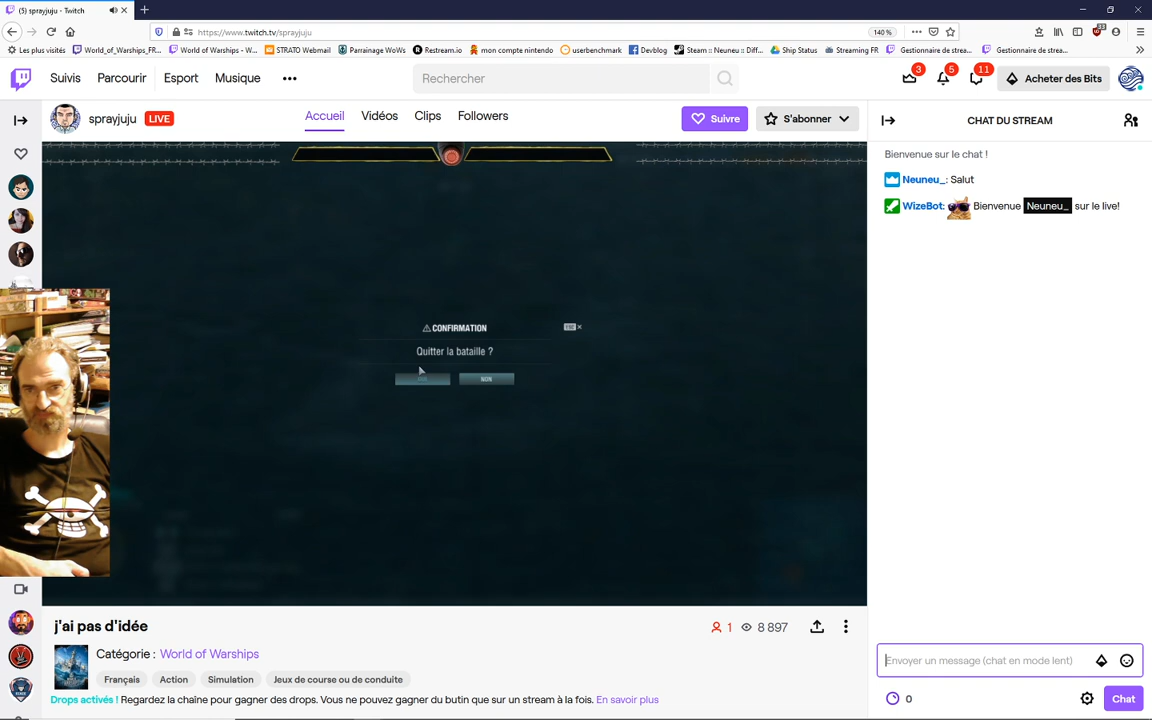 (5) sprayjuju - Twitch
https://www.twitch.tv/sprayjuju
140 %
Les plus visités
World_of_Warships_FR...
World of Warships - W...
STRATO Webmail
Parrainage WoWs
Restream.io
mon compte nintendo
userbenchmark
Devblog
Steam :: Neuneu :: Diff...
Ship Status
Streaming FR
Gestionnaire de strea...
Gestionnaire de strea...
Suivis
Parcourir
Esport
Musique
Rechercher
3
5
11
Acheter des Bits
sprayjuju
LIVE
Accueil
Vidéos
Clips
Followers
Suivre
S'abonner
CHAT DU STREAM
Bienvenue sur le chat !
Neuneu_: Salut
WizeBot: Bienvenue Neuneu_ sur le live!
CONFIRMATION
ESC
Quitter la bataille ?
NON
j'ai pas d'idée
1
8 897
Catégorie : World of Warships
Français
Action
Simulation
Jeux de course ou de conduite
Drops activés ! Regardez la chaîne pour gagner des drops. Vous ne pouvez gagner du butin que sur un stream à la fois. En savoir plus
Envoyer un message (chat en mode lent)
0
Chat